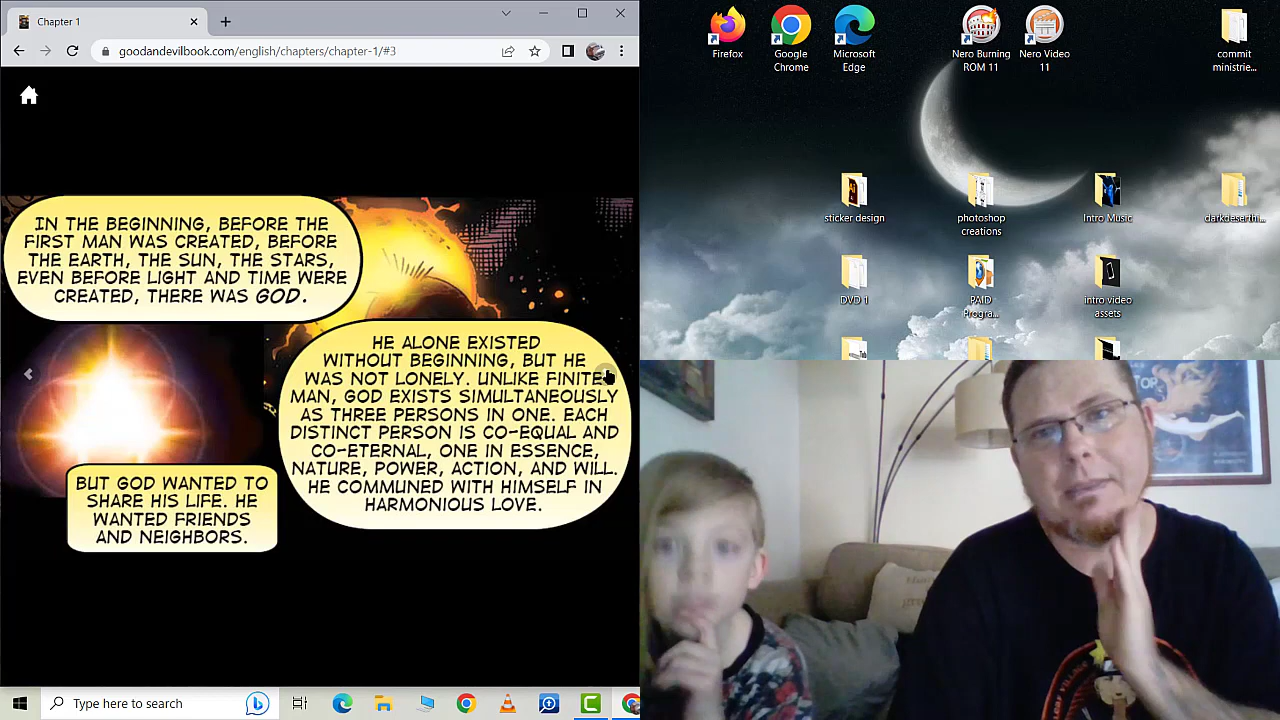 Chapter 1
goodandevilbook.com/english/chapters/chapter-1/#3
IN THE BEGINNING, BEFORE THE
FIRST MAN WAS CREATED, BEFORE
THE EARTH, THE SUN, THE STARS,
EVEN BEFORE LIGHT AND TIME WERE
CREATED, THERE WAS GOD.
HE ALONE EXISTED
WITHOUT BEGINNING, BUT HE
WAS NOT LONELY. UNLIKE FINITE
MAN, GOD EXISTS SIMULTANEOUSLY
AS THREE PERSONS IN ONE. EACH
DISTINCT PERSON IS CO-EQUAL AND
CO-ETERNAL, ONE IN ESSENCE,
NATURE, POWER, ACTION, AND WILL.
HE COMMUNED WITH HIMSELF IN
HARMONIOUS LOVE.
BUT GOD WANTED TO
SHARE HIS LIFE. HE
WANTED FRIENDS
AND NEIGHBORS.
Type here to search
Firefox
Google
Chrome
Microsoft
Edge
Nero Burning
ROM 11
Nero Video
11
commit
ministrie...
sticker design
photoshop
creations
Intro Music
darkdeserthi...
DVD 1
PAID
Progra...
intro video
assets